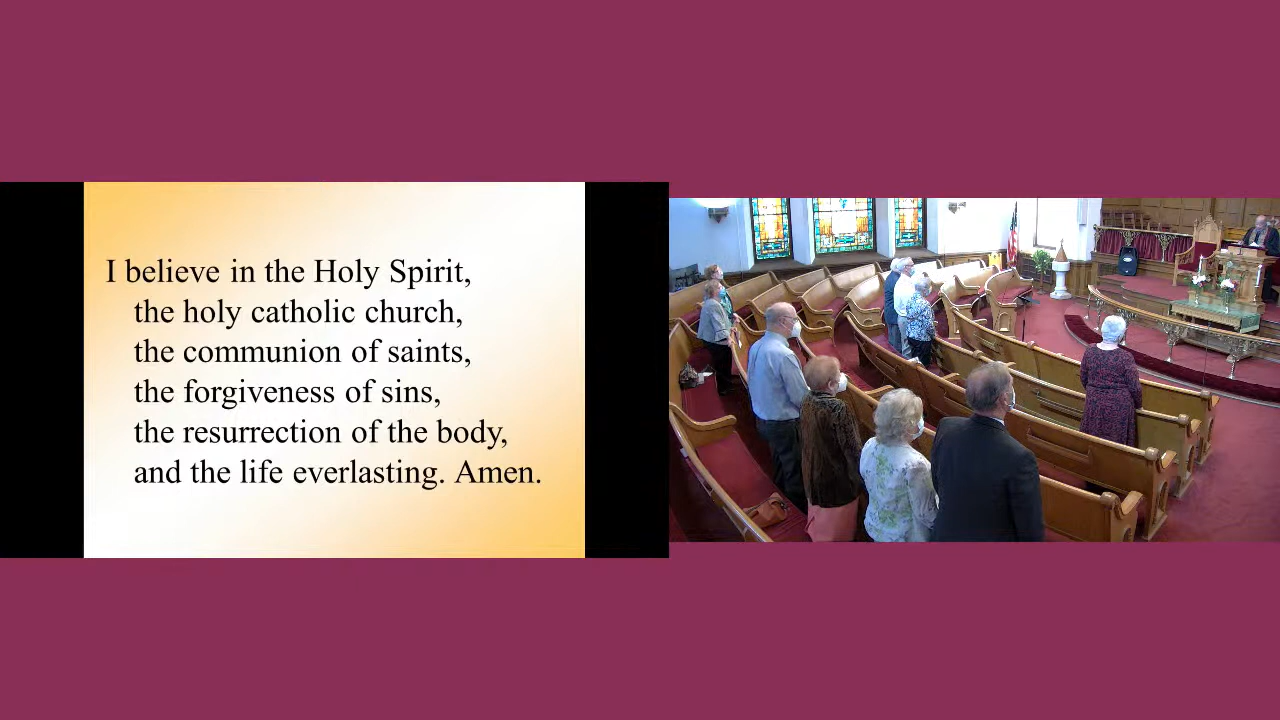 I believe in the Holy Spirit,
the holy catholic church,
the communion of saints,
the forgiveness of sins,
the resurrection of the body,
and the life everlasting. Amen.